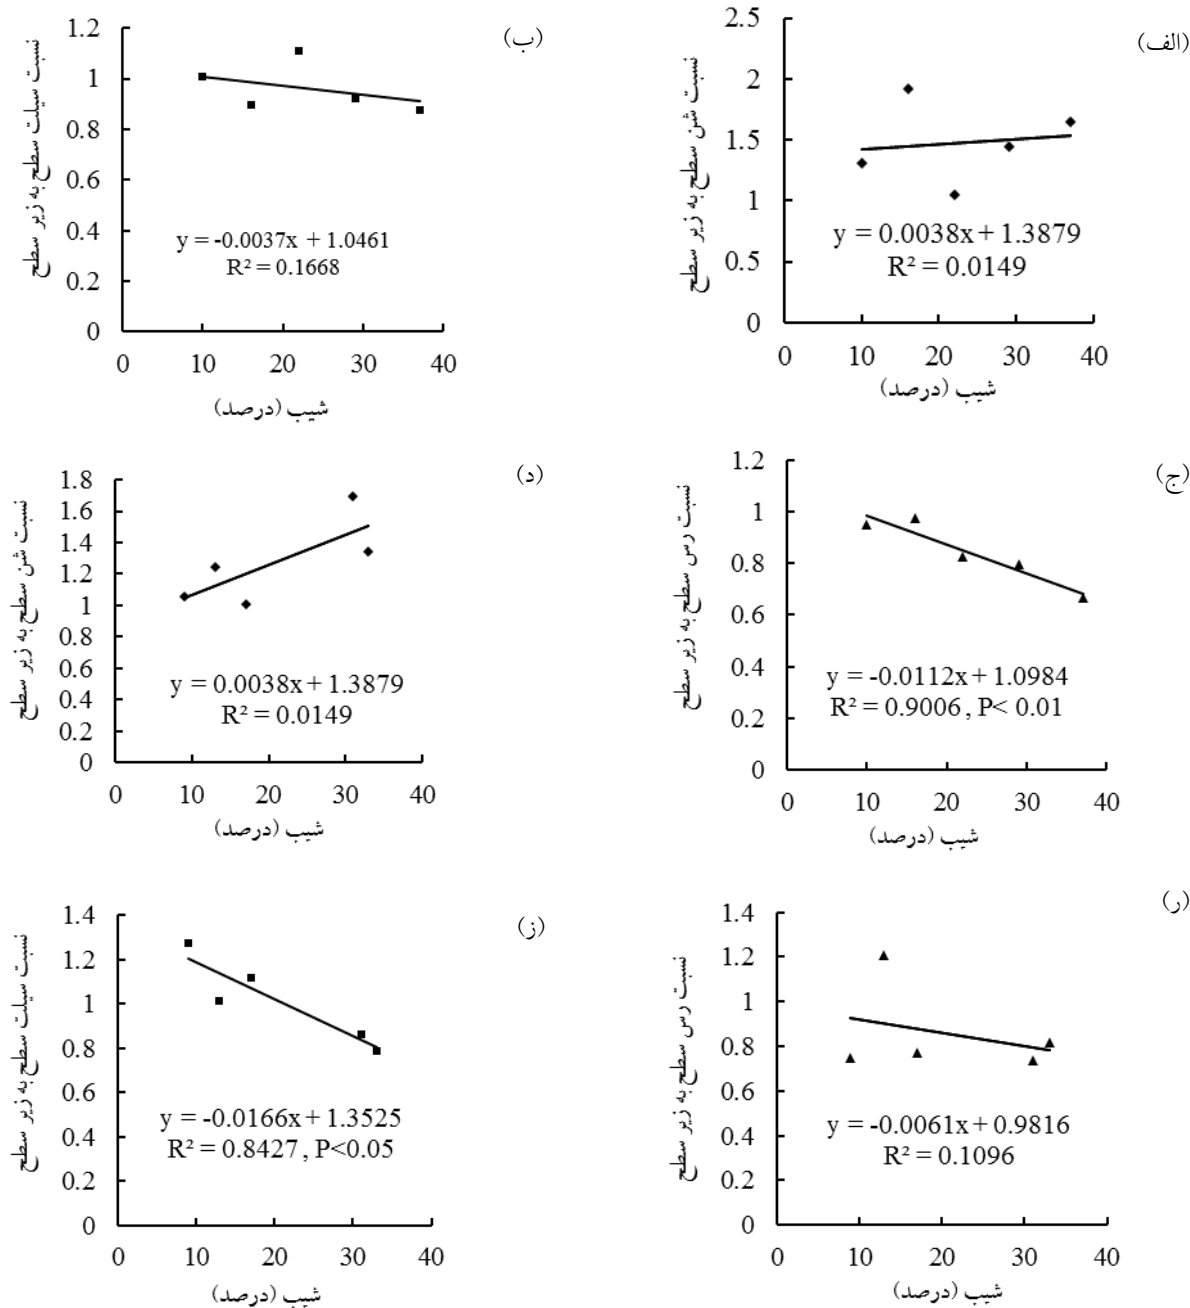 (الف)
نسبت شن سطح به زیر سطح
2.5
2
1.5
1
0.5
0
y = 0.0038x + 1.3879
R² = 0.0149
0 10 20 30 40
شیب (درصد)
(ب)
نسبت سیلت سطح به زیر سطح
1.2
1
0.8
0.6
0.4
0.2
0
y = -0.0037x + 1.0461
R² = 0.1668
0 10 20 30 40
شیب (درصد)
(ج)
نسبت رس سطح به زیر سطح
1.2
1
0.8
0.6
0.4
0.2
0
y = -0.0112x + 1.0984
R² = 0.9006 , P< 0.01
0 10 20 30 40
شیب (درصد)
(د)
نسبت شن سطح به زیر سطح
1.8
1.6
1.4
1.2
1
0.8
0.6
0.4
0.2
0
y = 0.0038x + 1.3879
R² = 0.0149
0 10 20 30 40
شیب (درصد)
(ر)
نسبت رس سطح به زیر سطح
1.4
1.2
1
0.8
0.6
0.4
0.2
0
y = -0.0061x + 0.9816
R² = 0.1096
0 10 20 30 40
شیب (درصد)
(ز)
نسبت سیلت سطح به زیر سطح
1.4
1.2
1
0.8
0.6
0.4
0.2
0
y = -0.0166x + 1.3525
R² = 0.8427 , P<0.05
0 10 20 30 40
شیب (درصد)